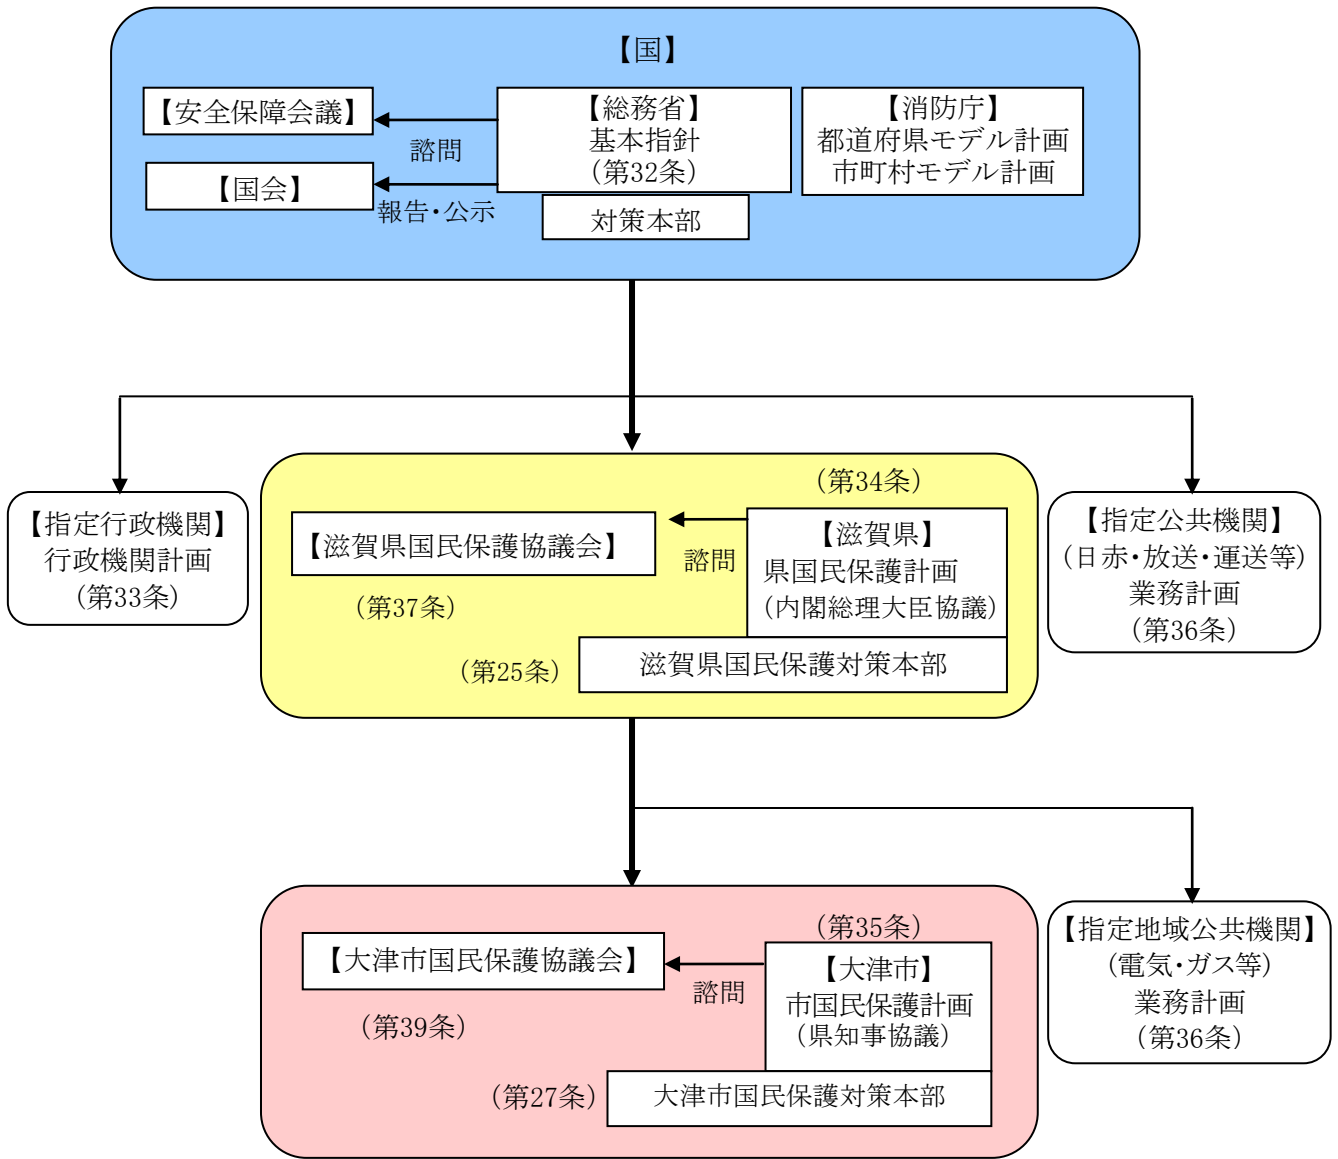 【国】
【安全保障会議】
諮問
【国会】
報告・公示
【総務省】
基本指針
(第32条)
対策本部
【消防庁】
都道府県モデル計画
市町村モデル計画
【指定行政機関】
行政機関計画
(第33条)
(第34条)
【滋賀県国民保護協議会】
(第37条)
諮問
【滋賀県】
県国民保護計画
(内閣総理大臣協議)
(第25条)
滋賀県国民保護対策本部
【指定公共機関】
(日赤・放送・運送等)
業務計画
(第36条)
(第35条)
【大津市国民保護協議会】
(第39条)
諮問
【大津市】
市国民保護計画
(県知事協議)
(第27条)
大津市国民保護対策本部
【指定地域公共機関】
(電気・ガス等)
業務計画
(第36条)